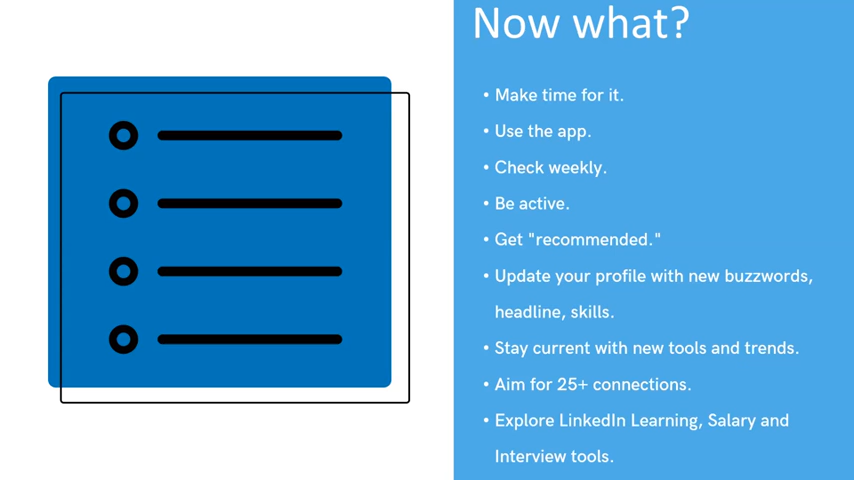 Now what?
• Make time for it.
• Use the app.
• Check weekly.
• Be active.
• Get "recommended."
• Update your profile with new buzzwords,
headline, skills.
• Stay current with new tools and trends.
• Aim for 25+ connections.
• Explore LinkedIn Learning, Salary and
Interview tools.